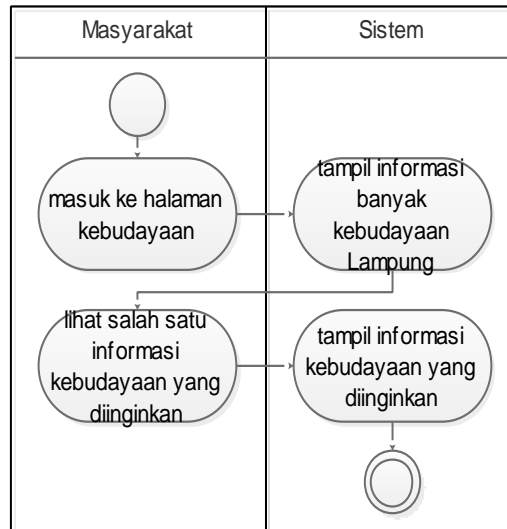 Masyarakat
Sistem
masuk ke halaman
kebudayaan
tampil informasi
banyak
kebudayaan
Lampung
lihat salah satu
informasi
kebudayaan yang
diinginkan
tampil informasi
kebudayaan yang
diinginkan